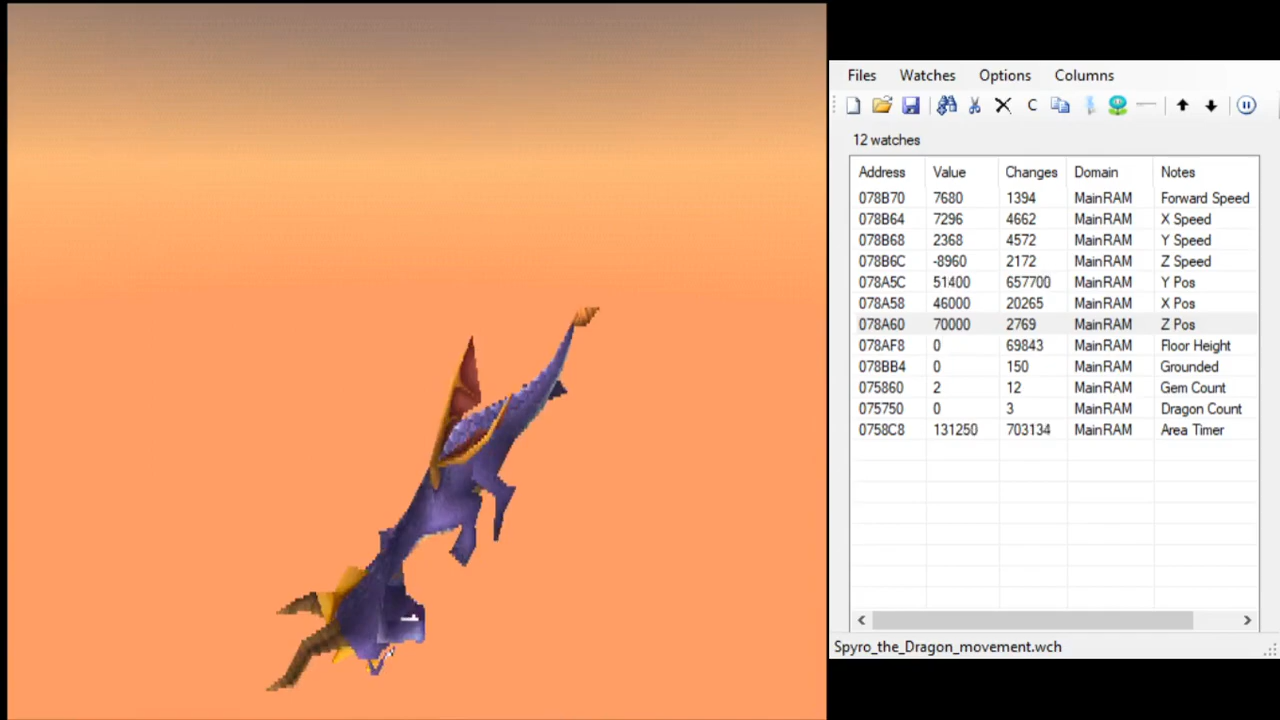 Files Watches Options Columns
C
12 watches
Address Value Changes Domain Notes
078B70 7680 1394 MainRAM Forward Speed
078B64 7296 4662 MainRAM X Speed
078B68 2368 4572 MainRAM Y Speed
078B6C -8960 2172 MainRAM Z Speed
078A5C 51400 657700 MainRAM Y Pos
078A58 46000 20265 MainRAM X Pos
078A60 70000 2769 MainRAM Z Pos
078AF8 0 69843 MainRAM Floor Height
078BB4 0 150 MainRAM Grounded
075860 2 12 MainRAM Gem Count
075750 0 3 MainRAM Dragon Count
0758C8 131250 703134 MainRAM Area Timer
Spyro_the_Dragon_movement.wch